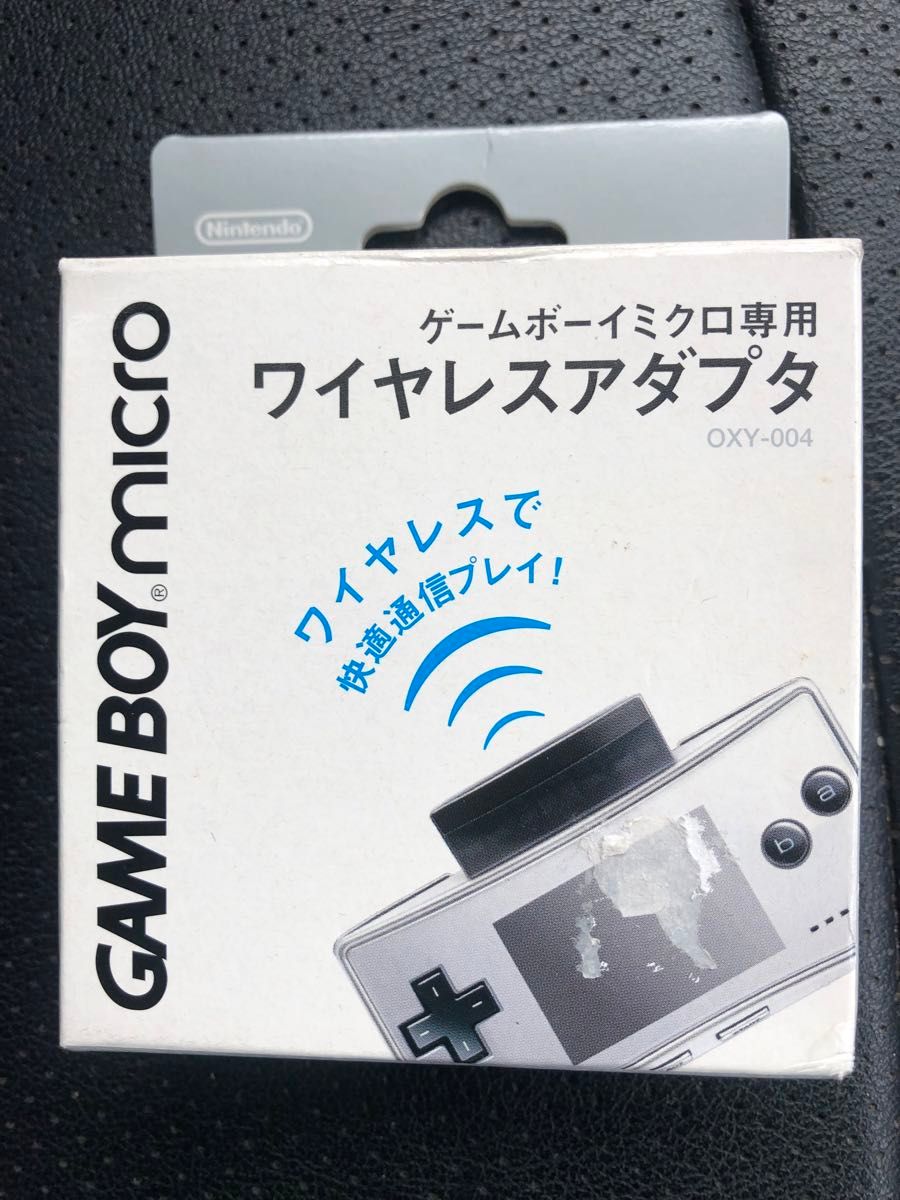 Nintendo
GAME BOY® micro
ゲームボーイミクロ専用
ワイヤレスアダプタ
OXY-004
ワイヤレスで
快適通信プレイ!
a
b